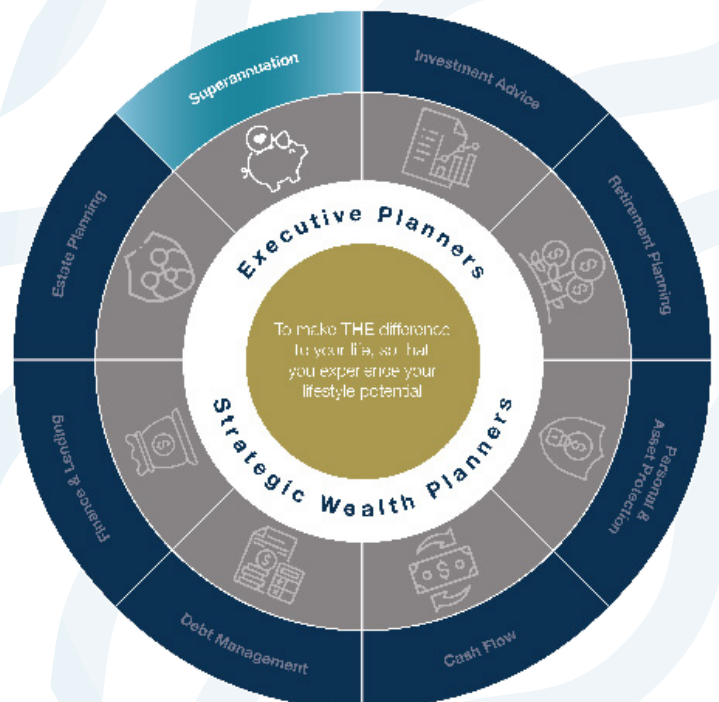 Superannuation
Investment Advice
Retirement Planning
Personal &
Asset Protection
Cash Flow
Debt Management
Finance & Lending
Estate Planning
Executive Planners
Strategic Wealth Planners
To make THE difference
to your life, so that
you experience your
lifestyle potential